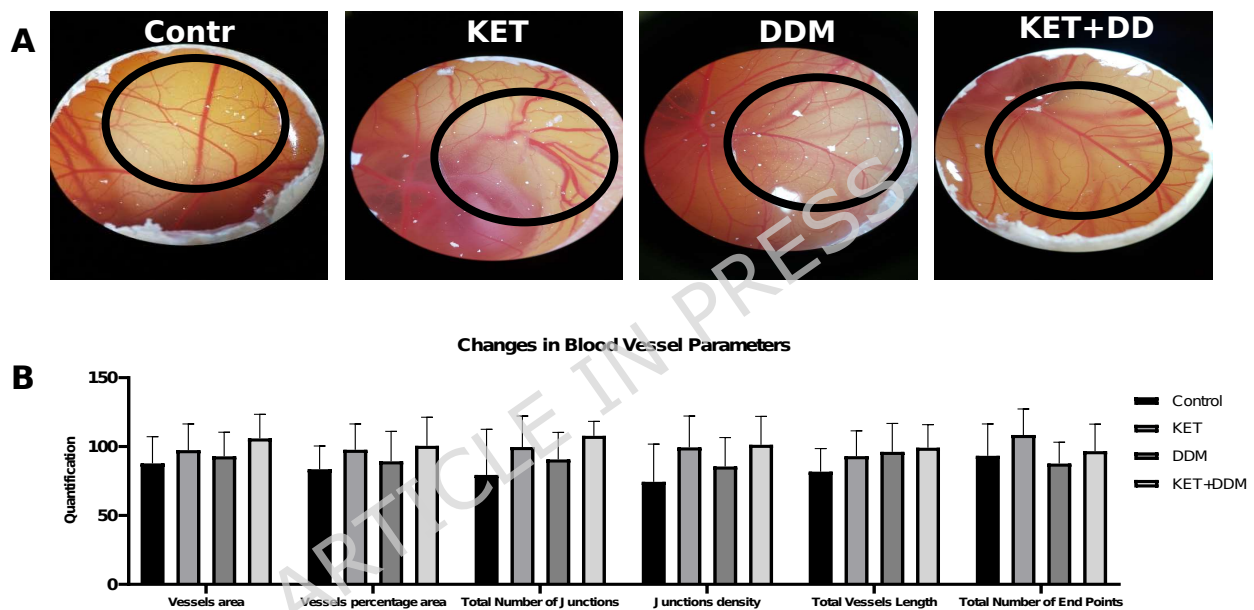 A
Contr
KET
DDM
KET+DD
ARTICLE IN PRESS
Changes in Blood Vessel Parameters
B
150
100
50
0
Quantification
Vessels area
Vessels percentage area
Total Number of Junctions
Junctions density
Total Vessels Length
Total Number of End Points
Control
KET
DDM
KET+DDM